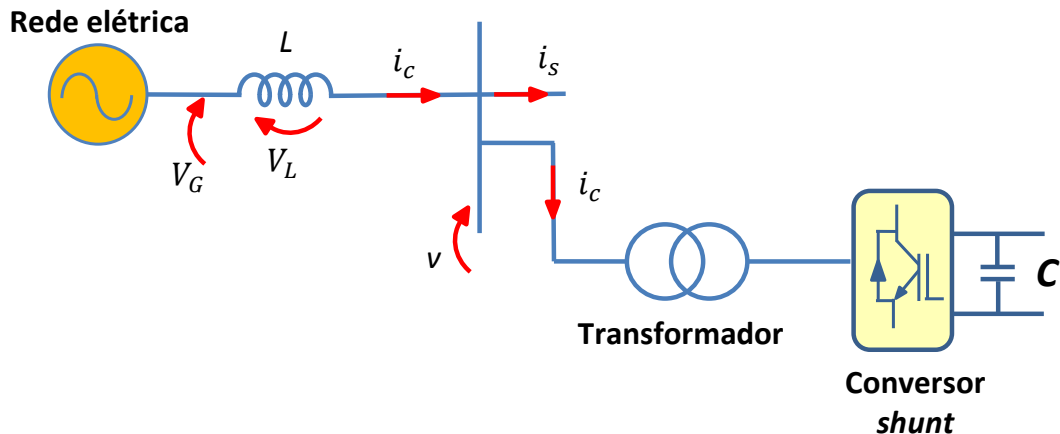 Rede elétrica
L
i_c
i_s
V_G
V_L
i_c
v
Transformador
C
Conversor
shunt